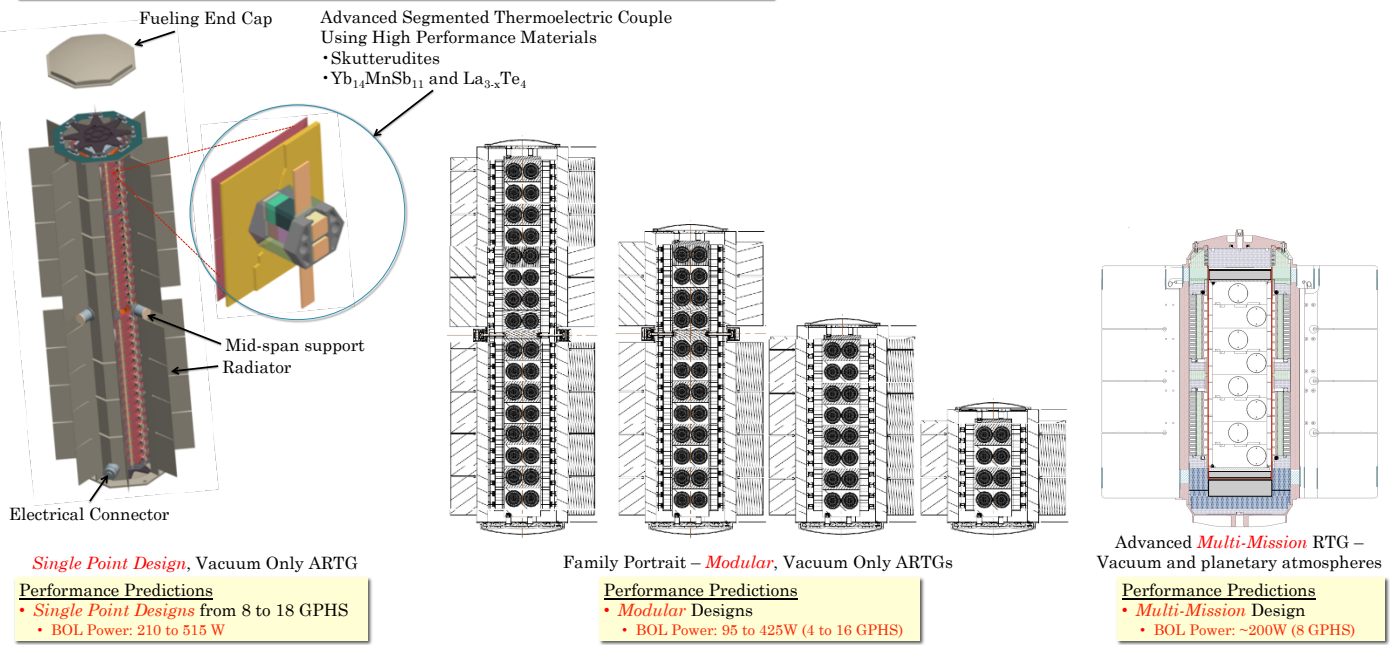 Fueling End Cap
Advanced Segmented Thermoelectric Couple
Using High Performance Materials
•Skutterudites
•Yb14MnSb11 and La3-xTe4
Mid-span support
Radiator
Electrical Connector
Single Point Design, Vacuum Only ARTG
Performance Predictions
• Single Point Designs from 8 to 18 GPHS
• BOL Power: 210 to 515 W
Family Portrait – Modular, Vacuum Only ARTGs
Performance Predictions
• Modular Designs
• BOL Power: 95 to 425W (4 to 16 GPHS)
Advanced Multi-Mission RTG –
Vacuum and planetary atmospheres
Performance Predictions
• Multi-Mission Design
• BOL Power: ~200W (8 GPHS)